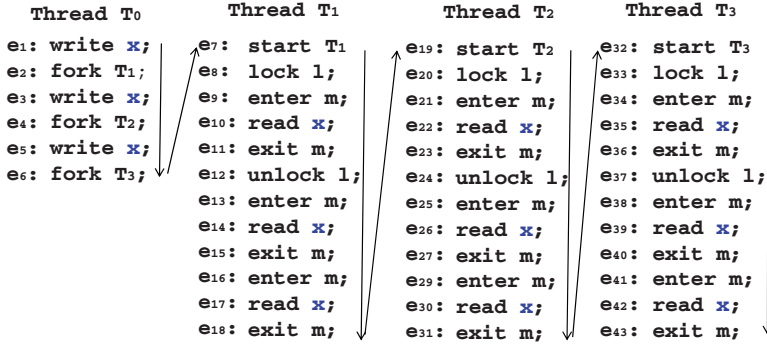 Thread T0
e1: write x;
e2: fork T1;
e3: write x;
e4: fork T2;
e5: write x;
e6: fork T3;
Thread T1
e7: start T1
e8: lock l;
e9: enter m;
e10: read x;
e11: exit m;
e12: unlock l;
e13: enter m;
e14: read x;
e15: exit m;
e16: enter m;
e17: read x;
e18: exit m;
Thread T2
e19: start T2
e20: lock l;
e21: enter m;
e22: read x;
e23: exit m;
e24: unlock l;
e25: enter m;
e26: read x;
e27: exit m;
e29: enter m;
e30: read x;
e31: exit m;
Thread T3
e32: start T3
e33: lock l;
e34: enter m;
e35: read x;
e36: exit m;
e37: unlock l;
e38: enter m;
e39: read x;
e40: exit m;
e41: enter m;
e42: read x;
e43: exit m;